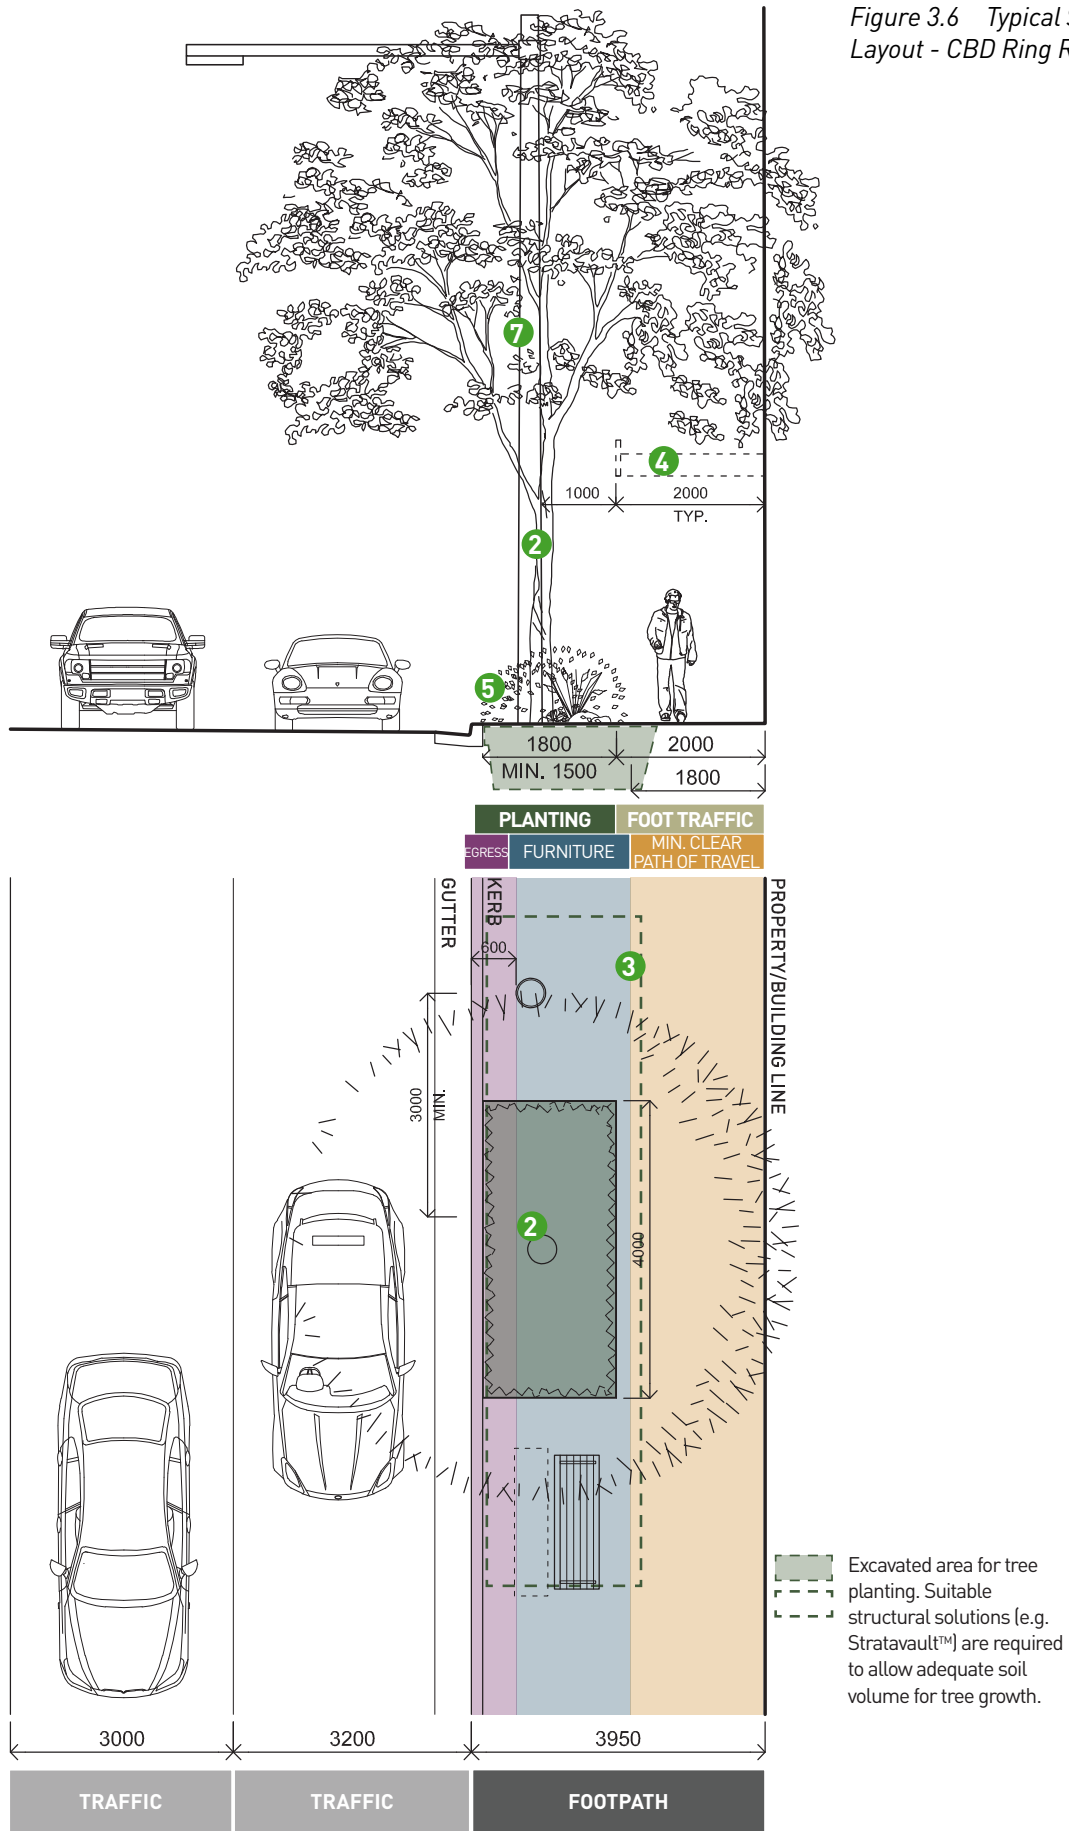 Figure 3.6 Typical
Layout - CBD Ring
7
4
1000
2000
TYP.
2
5
1800
2000
MIN. 1500
1800
PLANTING
FOOT TRAFFIC
EGRESS
FURNITURE
MIN. CLEAR
PATH OF TRAVEL
GUTTER
KERB
PROPERTY/BUILDING LINE
600
3
3000
MIN.
2
4000
Excavated area for tree
planting. Suitable
structural solutions (e.g.
Stratavault™) are required
to allow adequate soil
volume for tree growth.
3000
3200
3950
TRAFFIC
TRAFFIC
FOOTPATH